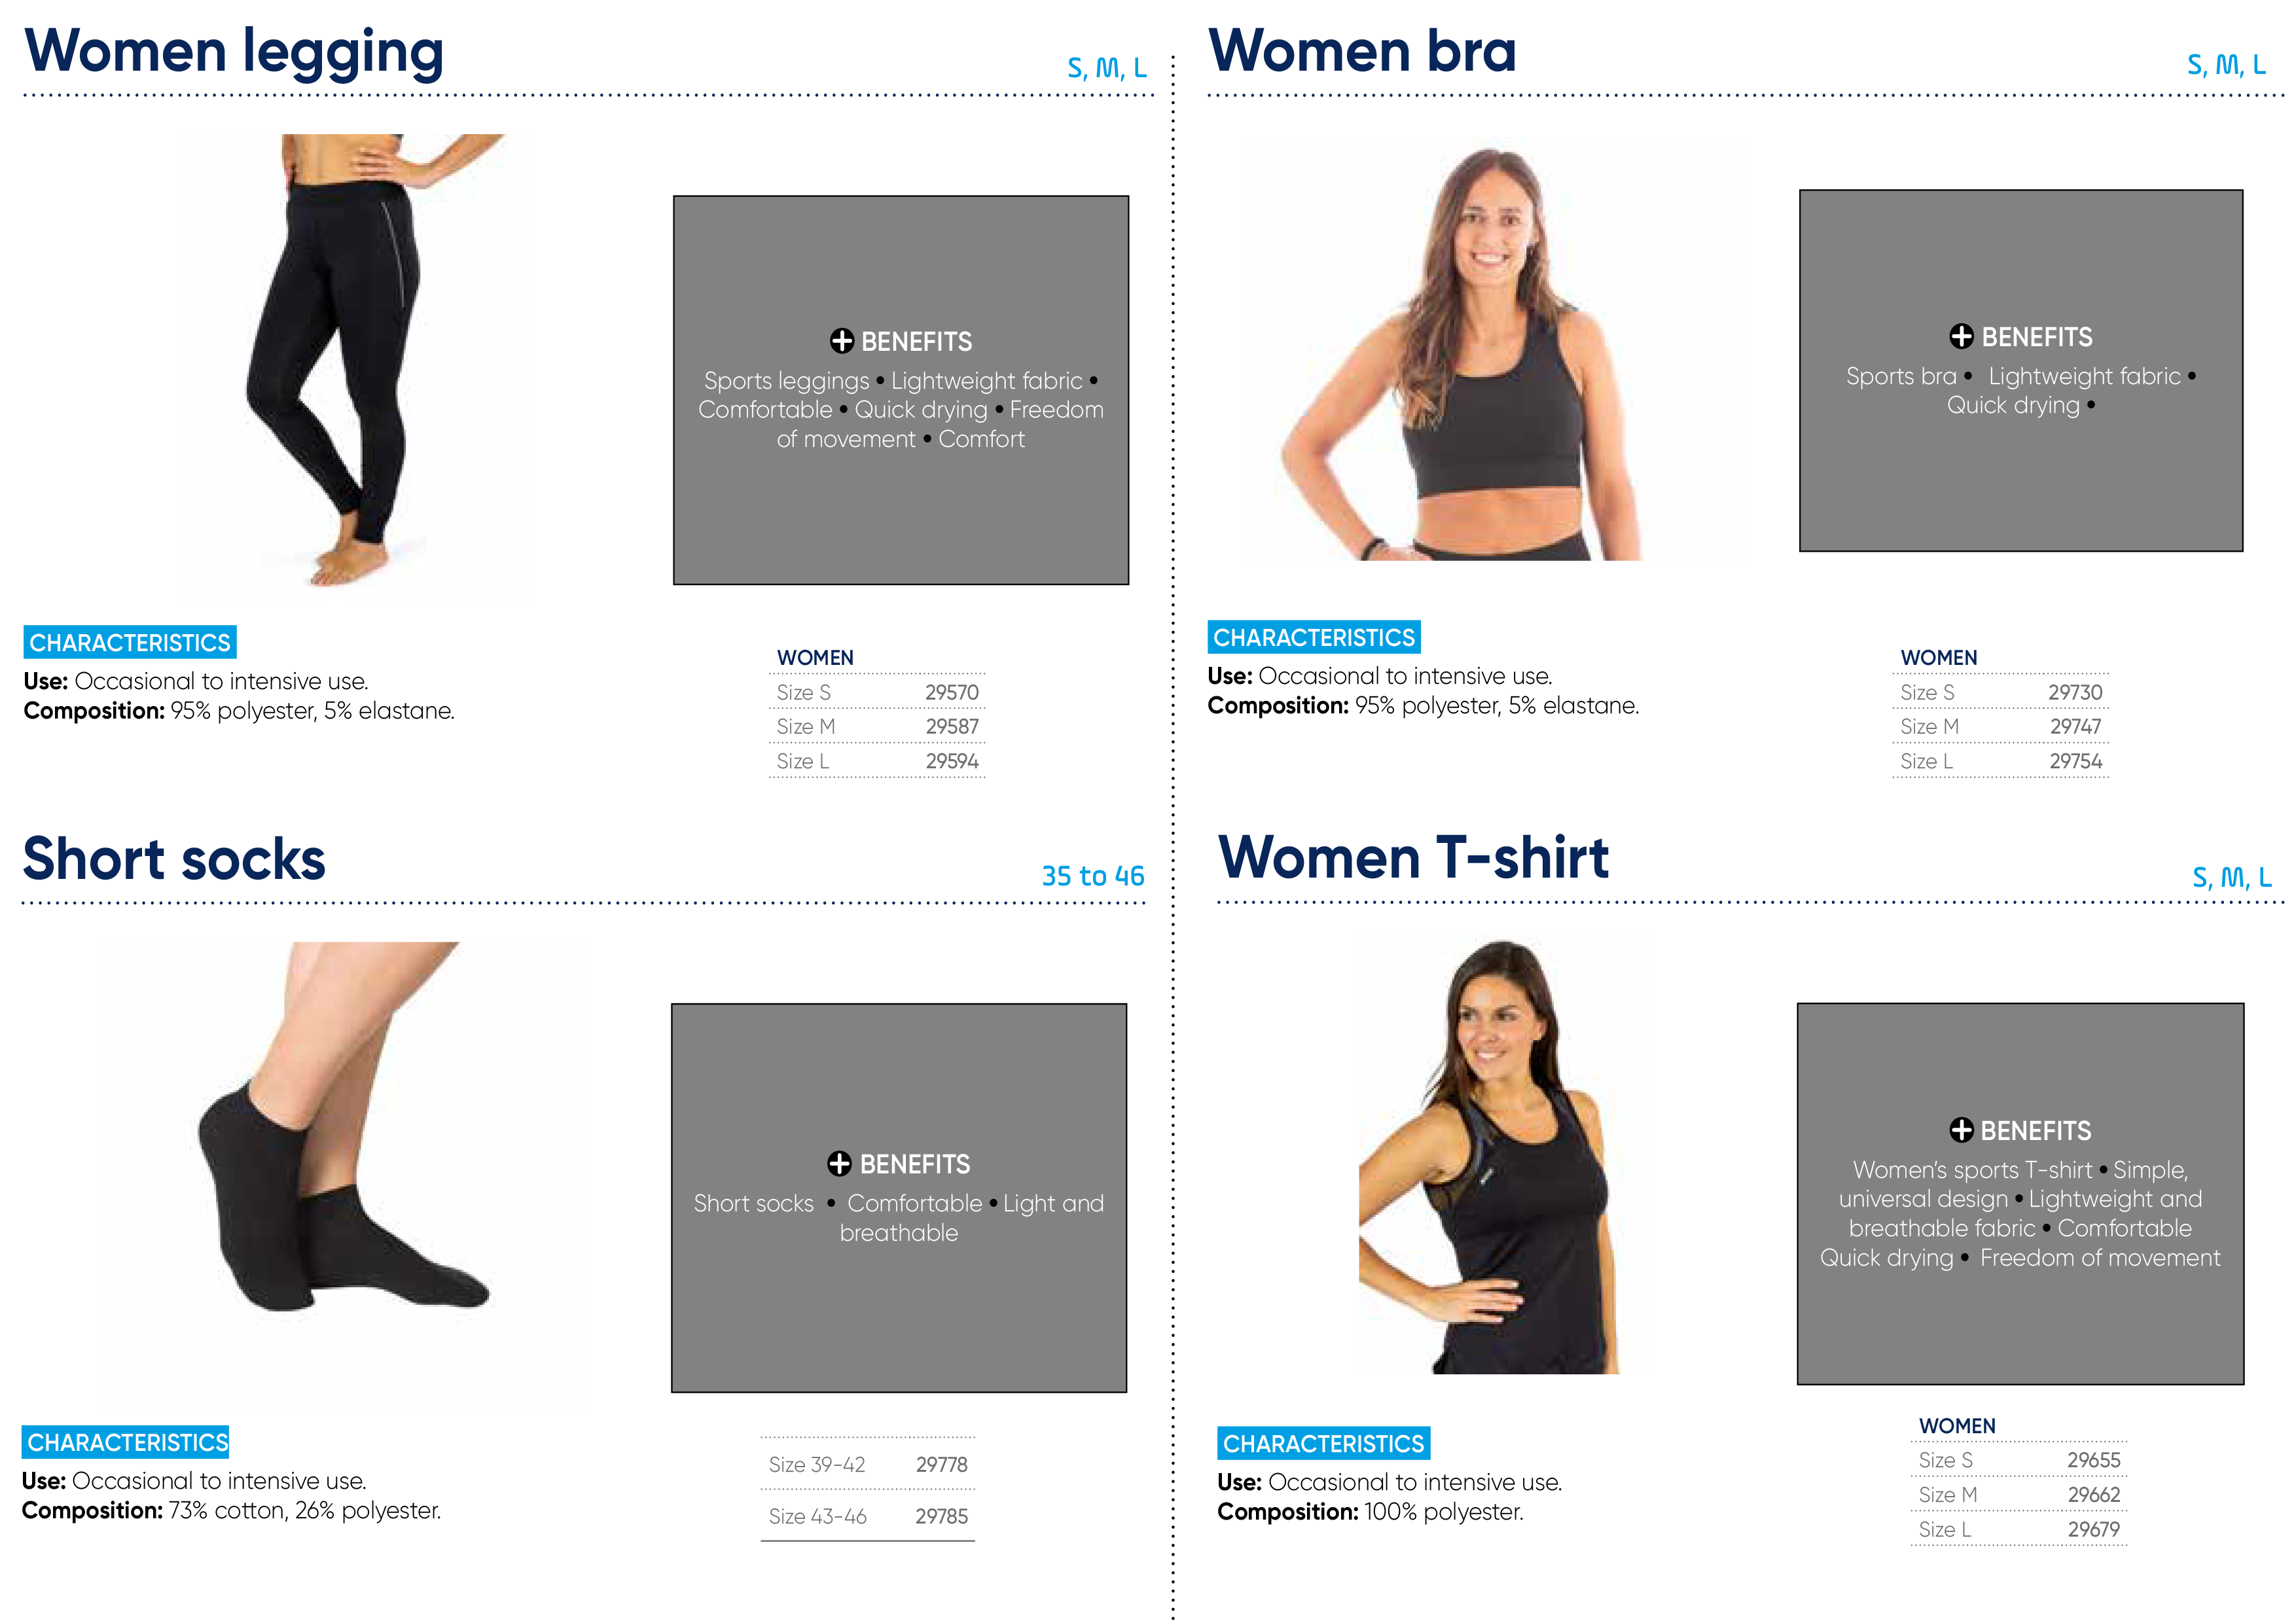 Women legging
S, M, L
+ BENEFITS
Sports leggings • Lightweight fabric •
Comfortable • Quick drying • Freedom
of movement • Comfort
CHARACTERISTICS
Use: Occasional to intensive use.
Composition: 95% polyester, 5% elastane.
WOMEN
Size S 29570
Size M 29587
Size L 29594
Women bra
S, M, L
+ BENEFITS
Sports bra • Lightweight fabric •
Quick drying •
CHARACTERISTICS
Use: Occasional to intensive use.
Composition: 95% polyester, 5% elastane.
WOMEN
Size S 29730
Size M 29747
Size L 29754
Short socks
35 to 46
+ BENEFITS
Short socks • Comfortable • Light and
breathable
CHARACTERISTICS
Use: Occasional to intensive use.
Composition: 73% cotton, 26% polyester.
Size 39-42 29778
Size 43-46 29785
Women T-shirt
S, M, L
+ BENEFITS
Women's sports T-shirt • Simple,
universal design • Lightweight and
breathable fabric • Comfortable
Quick drying • Freedom of movement
CHARACTERISTICS
Use: Occasional to intensive use.
Composition: 100% polyester.
WOMEN
Size S 29655
Size M 29662
Size L 29679